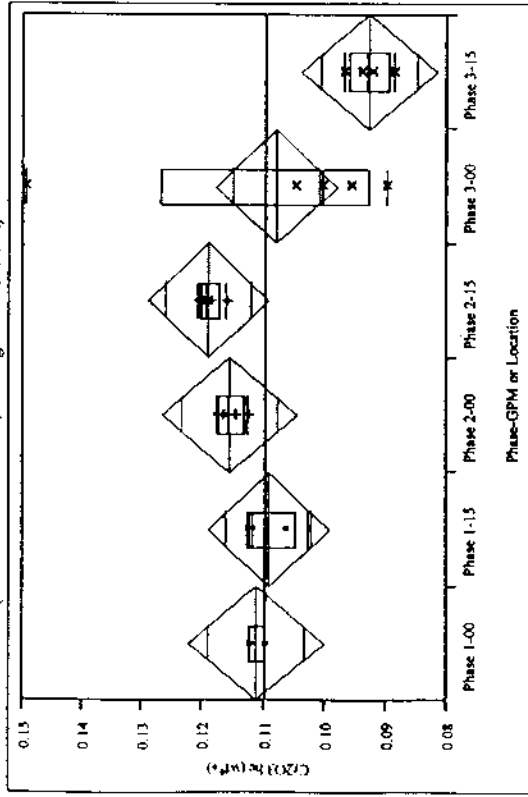 0.15
0.14
0.13
0.12
0.11
0.10
0.09
0.08
Phase 1-00
Phase 1-15
Phase 2-00
Phase 2-15
Phase 3-00
Phase 3-15
Phase-GPM or Location